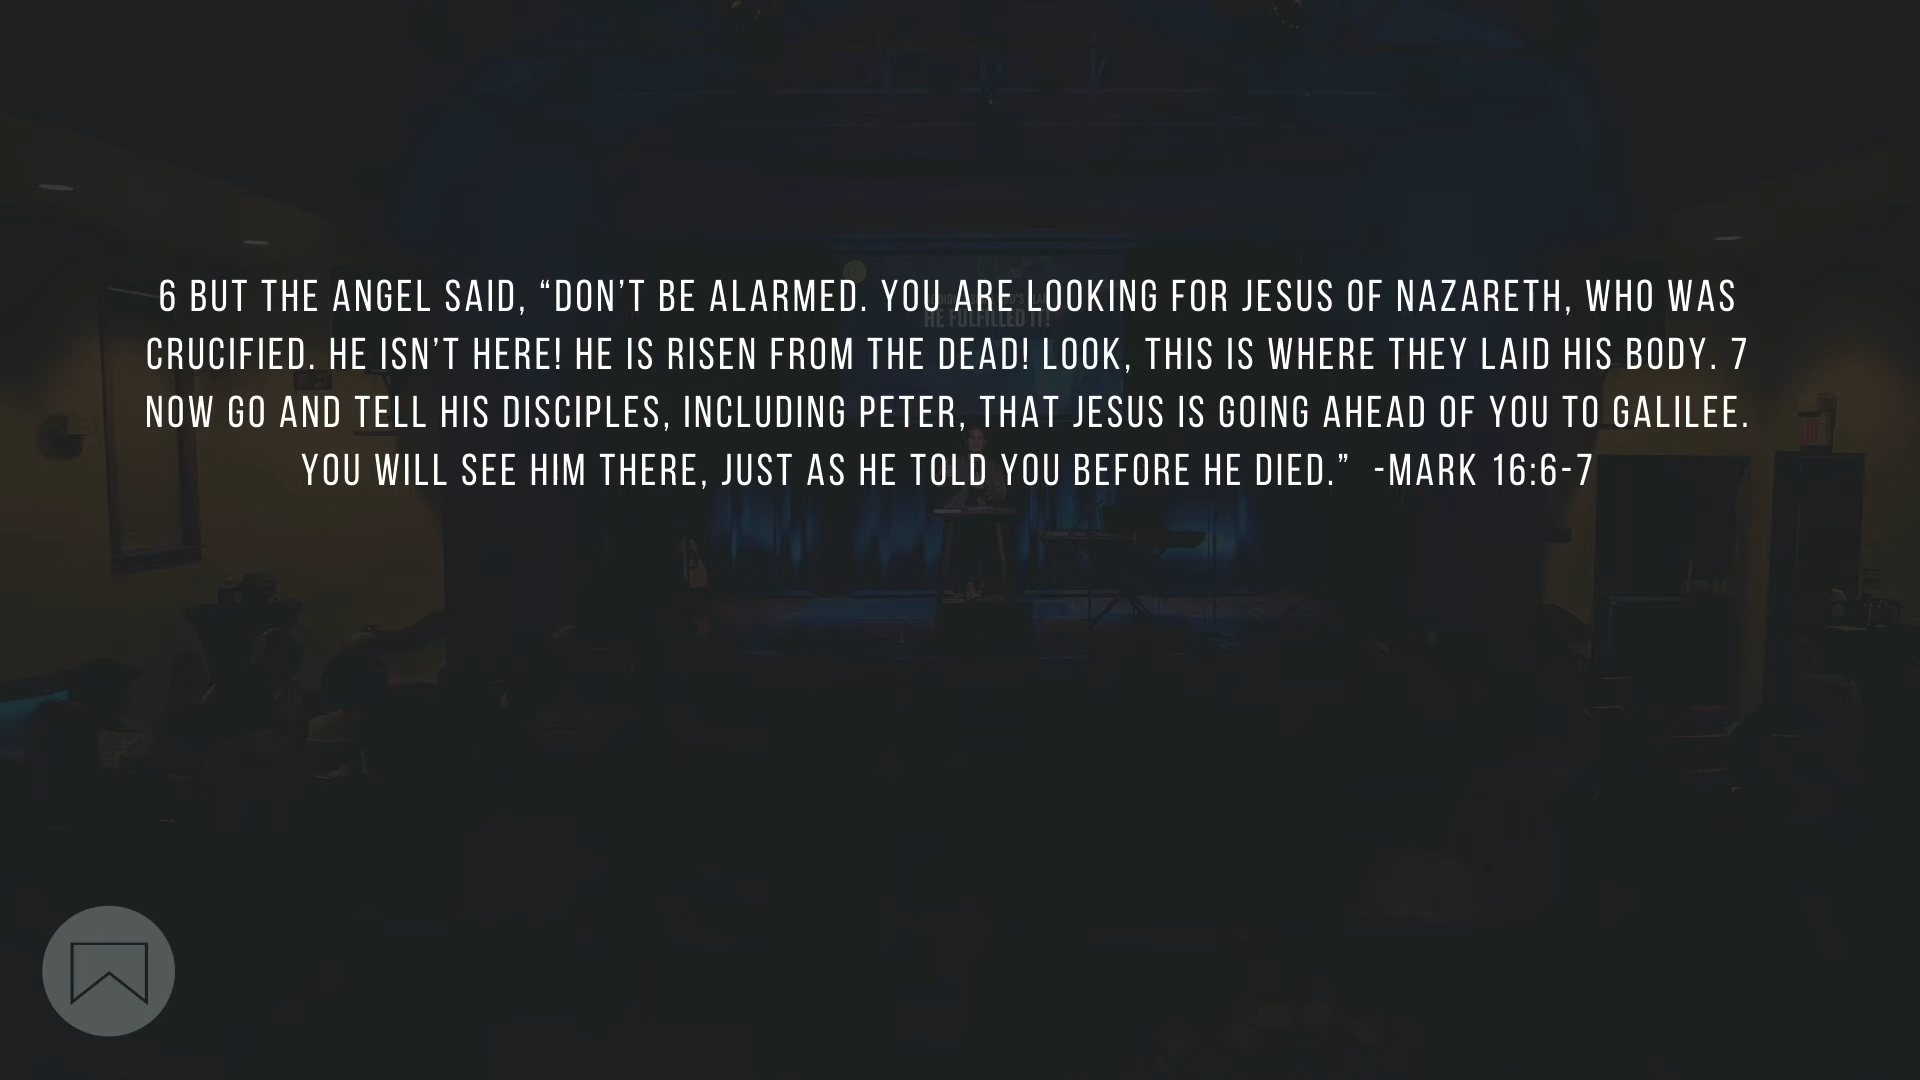 6 BUT THE ANGEL SAID, “DON’T BE ALARMED. YOU ARE LOOKING FOR JESUS OF NAZARETH, WHO WAS
CRUCIFIED. HE ISN’T HERE! HE IS RISEN FROM THE DEAD! LOOK, THIS IS WHERE THEY LAID HIS BODY. 7
NOW GO AND TELL HIS DISCIPLES, INCLUDING PETER, THAT JESUS IS GOING AHEAD OF YOU TO GALILEE.
YOU WILL SEE HIM THERE, JUST AS HE TOLD YOU BEFORE HE DIED.”  -MARK 16:6-7
HE FULFILLED IT!